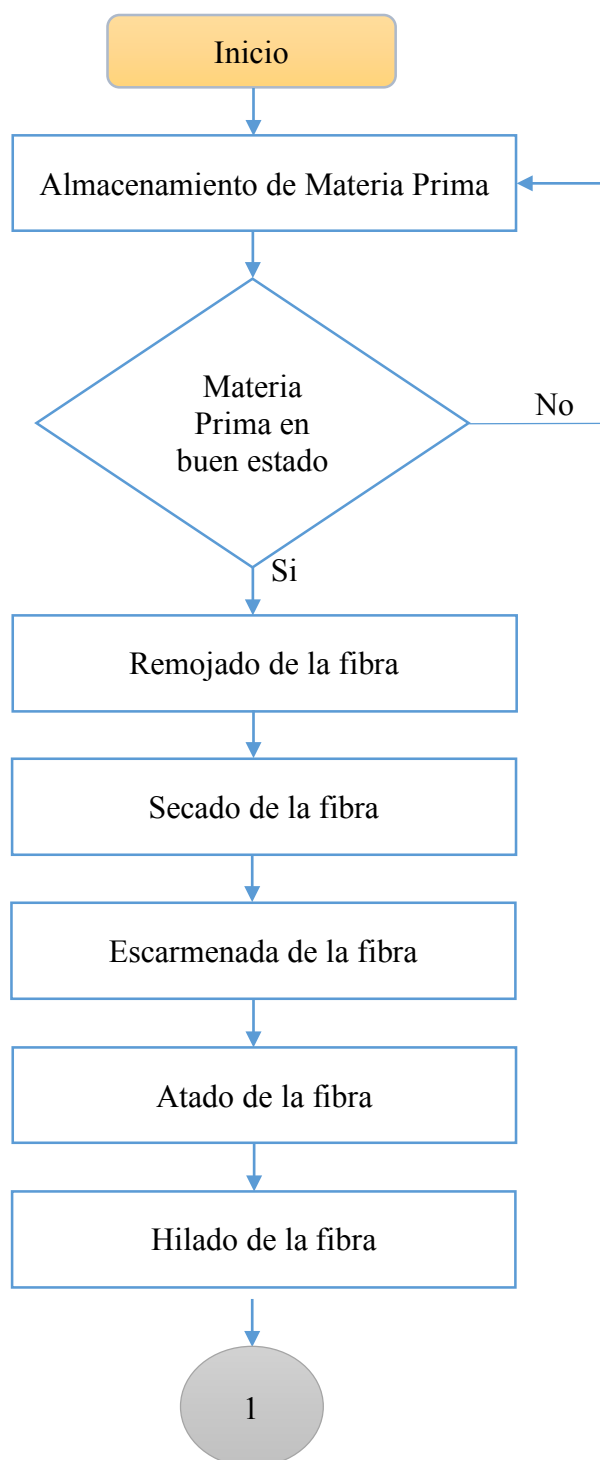 Inicio
Almacenamiento de Materia Prima
Materia
Prima en
buen estado
No
Si
Remojado de la fibra
Secado de la fibra
Escarmenada de la fibra
Atado de la fibra
Hilado de la fibra
1